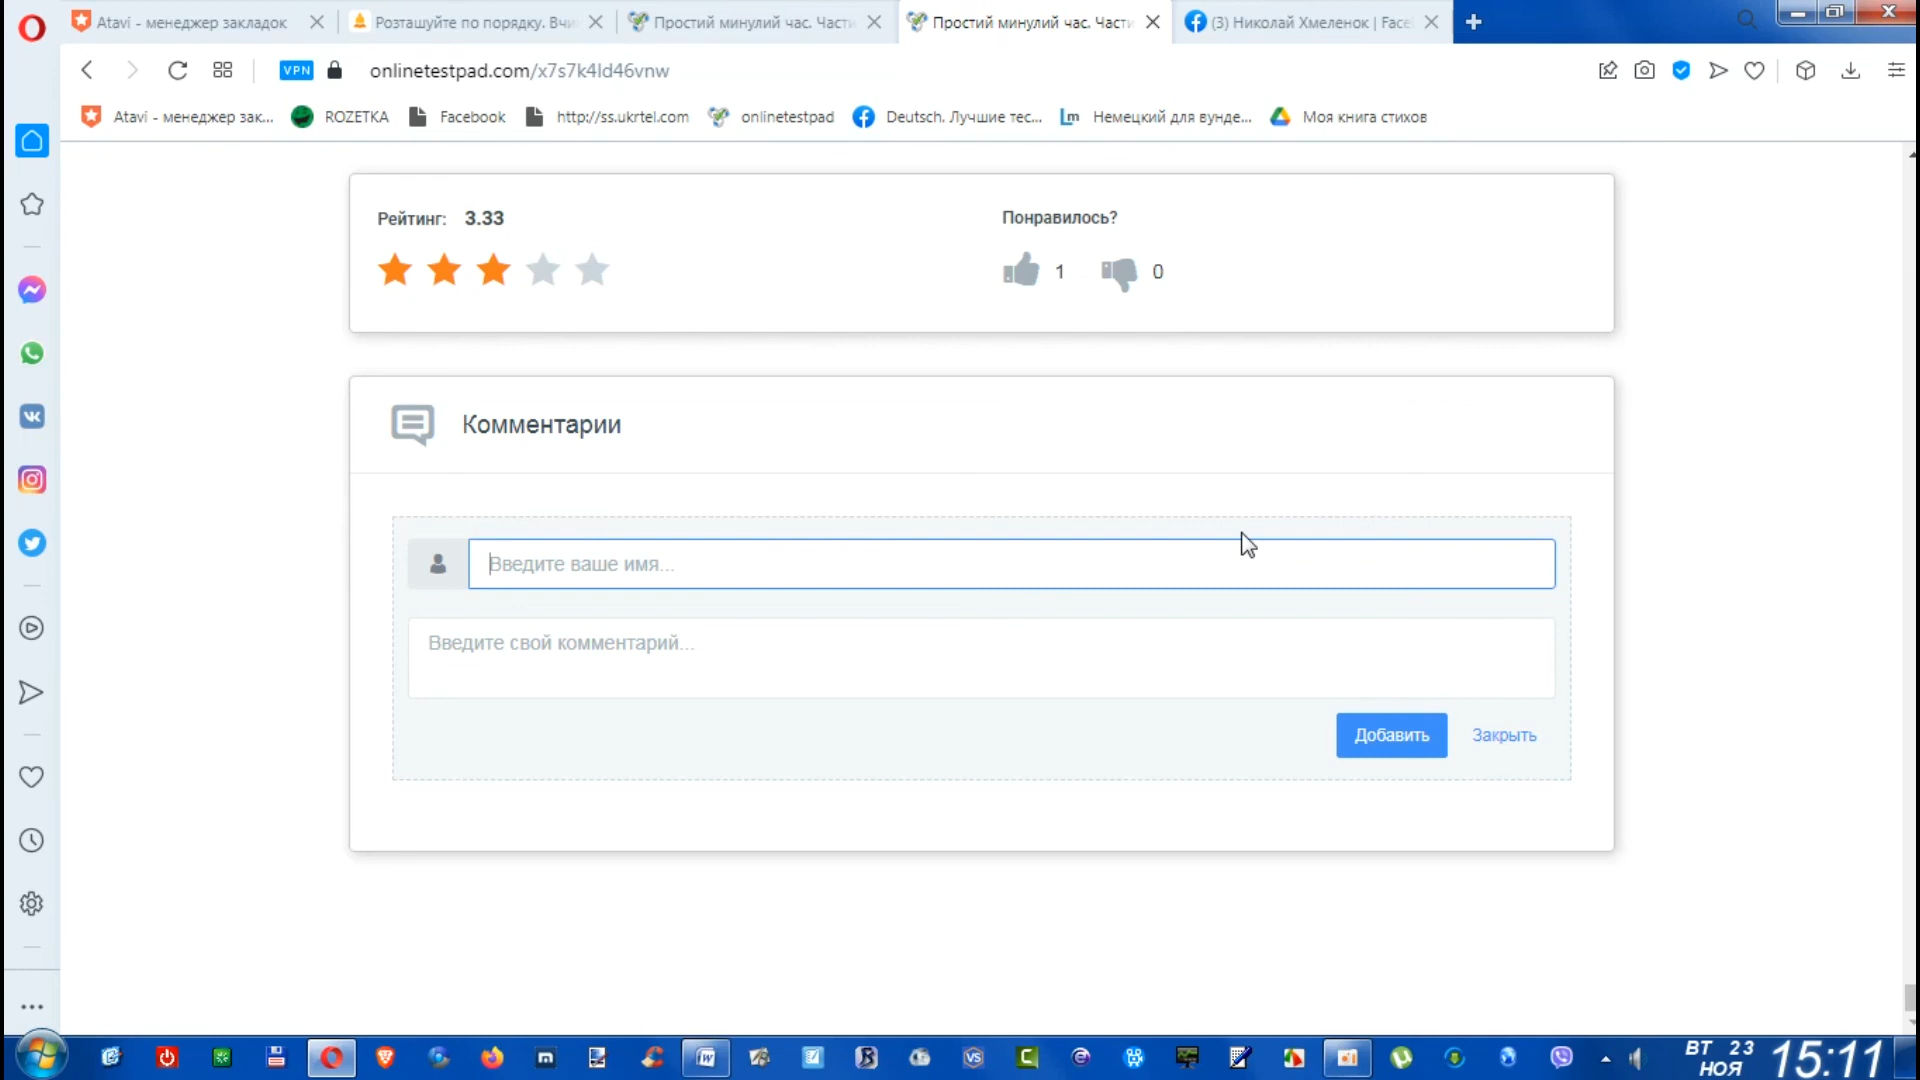 Atavi - менеджер закладок
Розташуйте по порядку. Вчи
Простий минулий час. Части
Простий минулий час. Части
(3) Николай Хмеленок | Face
VPN
onlinetestpad.com/x7s7k4ld46vnw
Atavi - менеджер зак...
ROZETKA
Facebook
http://ss.ukrtel.com
onlinetestpad
Deutsch. Лучшие тес...
Lm
Немецкий для вунде...
Моя книга стихов
Рейтинг: 3.33
Понравилось?
1
0
Комментарии
Введите ваше имя...
Введите свой комментарий...
Добавить
Закрыть
ВТ 23
НОЯ
15:11